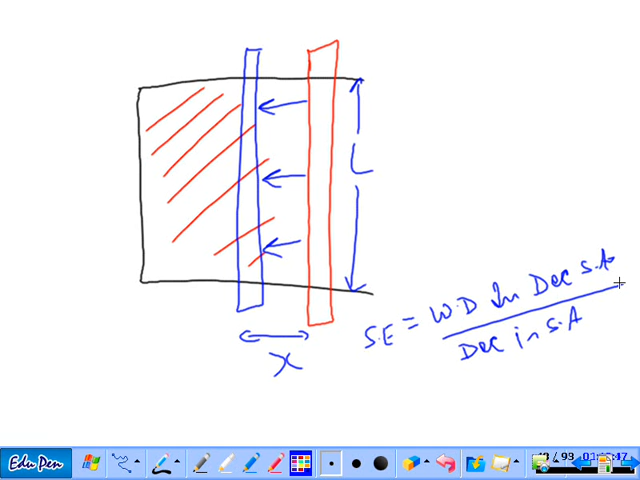 L
x
S.E = W.D In Dec S.A
Dec in S.A
Edu Pen